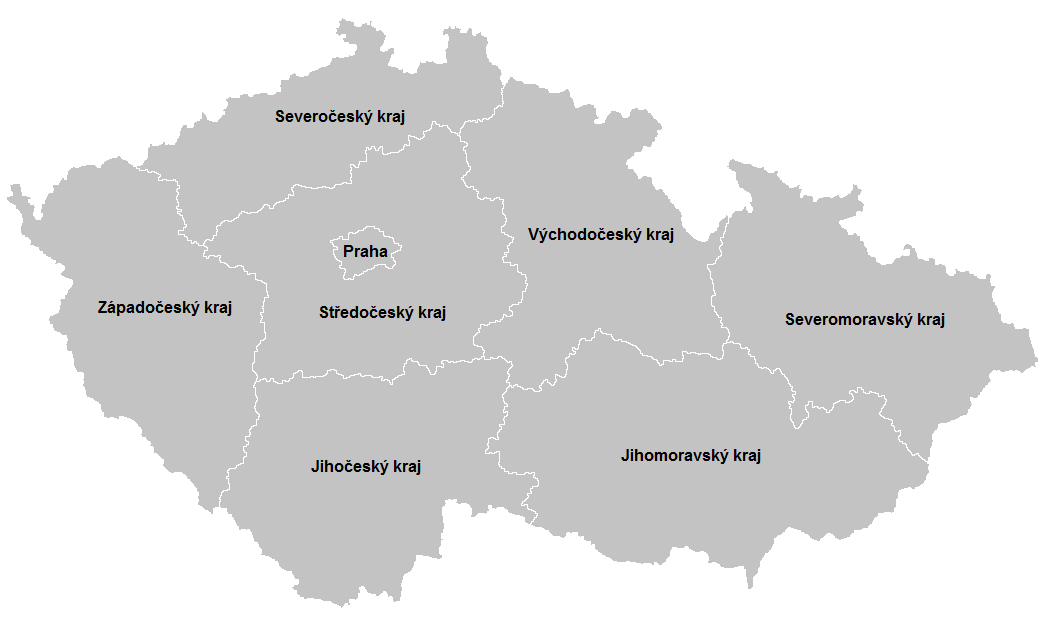 Severočeský kraj
Východočeský kraj
Praha
Západočeský kraj
Středočeský kraj
Severomoravský kraj
Jihomoravský kraj
Jihočeský kraj